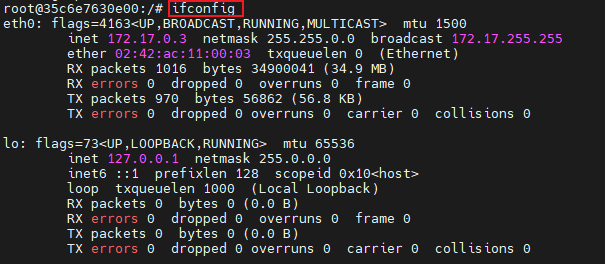 root@35c6e7630e00:/# ifconfig
eth0: flags=4163<UP,BROADCAST,RUNNING,MULTICAST>  mtu 1500
        inet 172.17.0.3  netmask 255.255.0.0  broadcast 172.17.255.255
        ether 02:42:ac:11:00:03  txqueuelen 0  (Ethernet)
        RX packets 1016  bytes 34900041 (34.9 MB)
        RX errors 0  dropped 0  overruns 0  frame 0
        TX packets 970  bytes 56862 (56.8 KB)
        TX errors 0  dropped 0 overruns 0  carrier 0  collisions 0
lo: flags=73<UP,LOOPBACK,RUNNING>  mtu 65536
        inet 127.0.0.1  netmask 255.0.0.0
        inet6 ::1  prefixlen 128  scopeid 0x10<host>
        loop  txqueuelen 1000  (Local Loopback)
        RX packets 0  bytes 0 (0.0 B)
        RX errors 0  dropped 0  overruns 0  frame 0
        TX packets 0  bytes 0 (0.0 B)
        TX errors 0  dropped 0 overruns 0  carrier 0  collisions 0